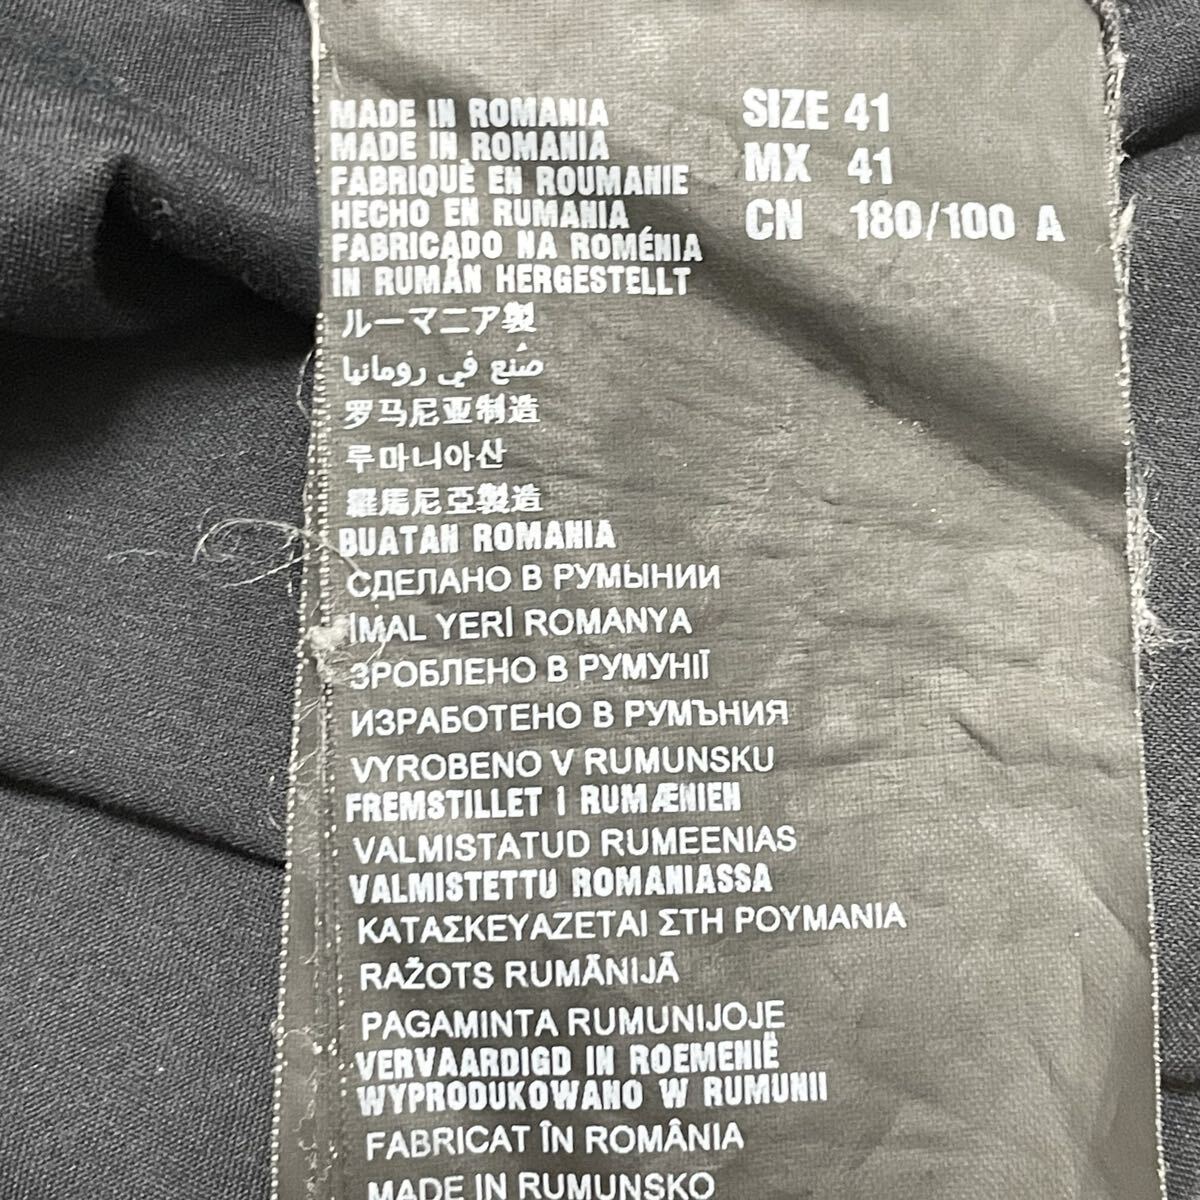 MADE IN ROMANIA
MADE IN ROMANIA
FABRIQUÈ EN ROUMANIE
HECHO EN RUMANIA
FABRICADO NA ROMÉNIA
IN RUMÅN HERGESTELLT
ルーマニア製
صنع في رومانيا
罗马尼亚制造
루마니아산
羅馬尼亞製造
BUATAN ROMANIA
СДЕЛАНО В РУМЫНИИ
İMAL YERİ ROMANYA
ЗРОБЛЕНО В РУМУНІЇ
ИЗРАБОТЕНО В РУМЪНИЯ
VYROBENO V RUMUNSKU
FREMSTILLET I RUMÆNIEN
VALMISTATUD RUMEENIAS
VALMISTETTU ROMANIASSA
ΚΑΤΑΣΚΕΥΑΖΕΤΑΙ ΣΤΗ ΡΟΥΜΑΝΙΑ
RAŽOTS RUMĀNIJĀ
PAGAMINTA RUMUNIJOJE
VERVAARDIGD IN ROEMENIË
WYPRODUKOWANO W RUMUNII
FABRICAT ÎN ROMÂNIA
MADE IN RUMUNSKO
SIZE 41
MX 41
CN 180/100 A